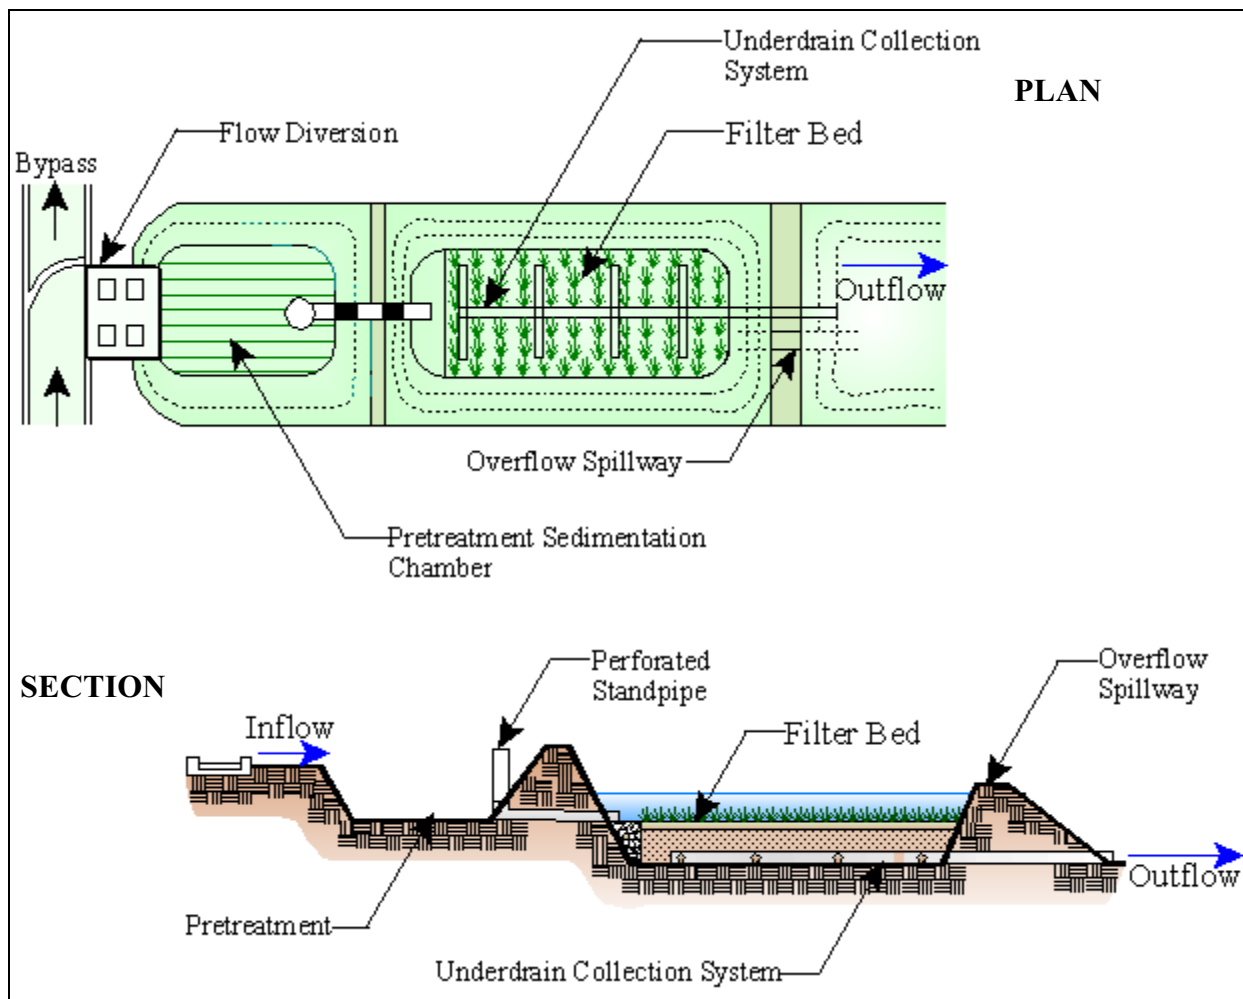 Underdrain Collection
System
PLAN
Flow Diversion
Filter Bed
Bypass
Outflow
Overflow Spillway
Pretreatment Sedimentation
Chamber
SECTION
Perforated
Standpipe
Overflow
Spillway
Inflow
Filter Bed
Outflow
Pretreatment
Underdrain Collection System